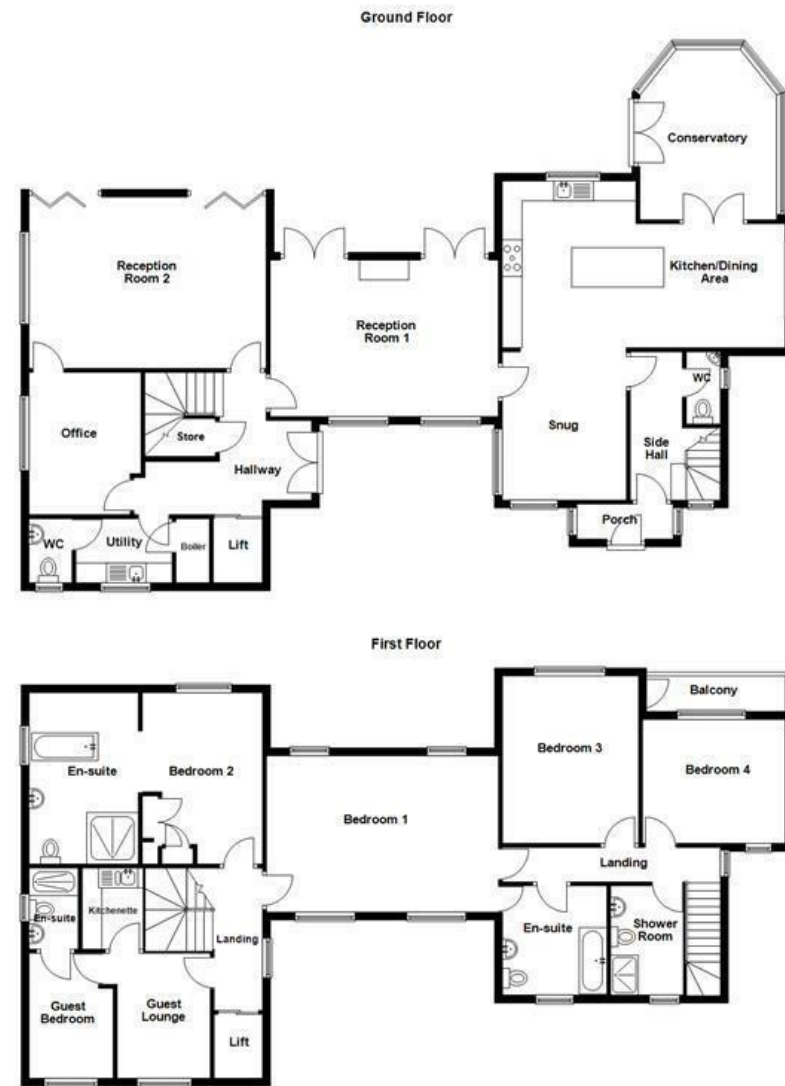 Ground Floor
Conservatory
Reception
Room 2
Kitchen/Dining
Area
Reception
Room 1
WC
Office
Store
Snug
Side
Hall
Hallway
Porch
WC
Utility
Boiler
Lift
First Floor
Balcony
En-suite
Bedroom 2
Bedroom 3
Bedroom 4
Bedroom 1
Landing
En-suite
Kitchenette
Landing
En-suite
Shower
Room
Guest
Bedroom
Guest
Lounge
Lift